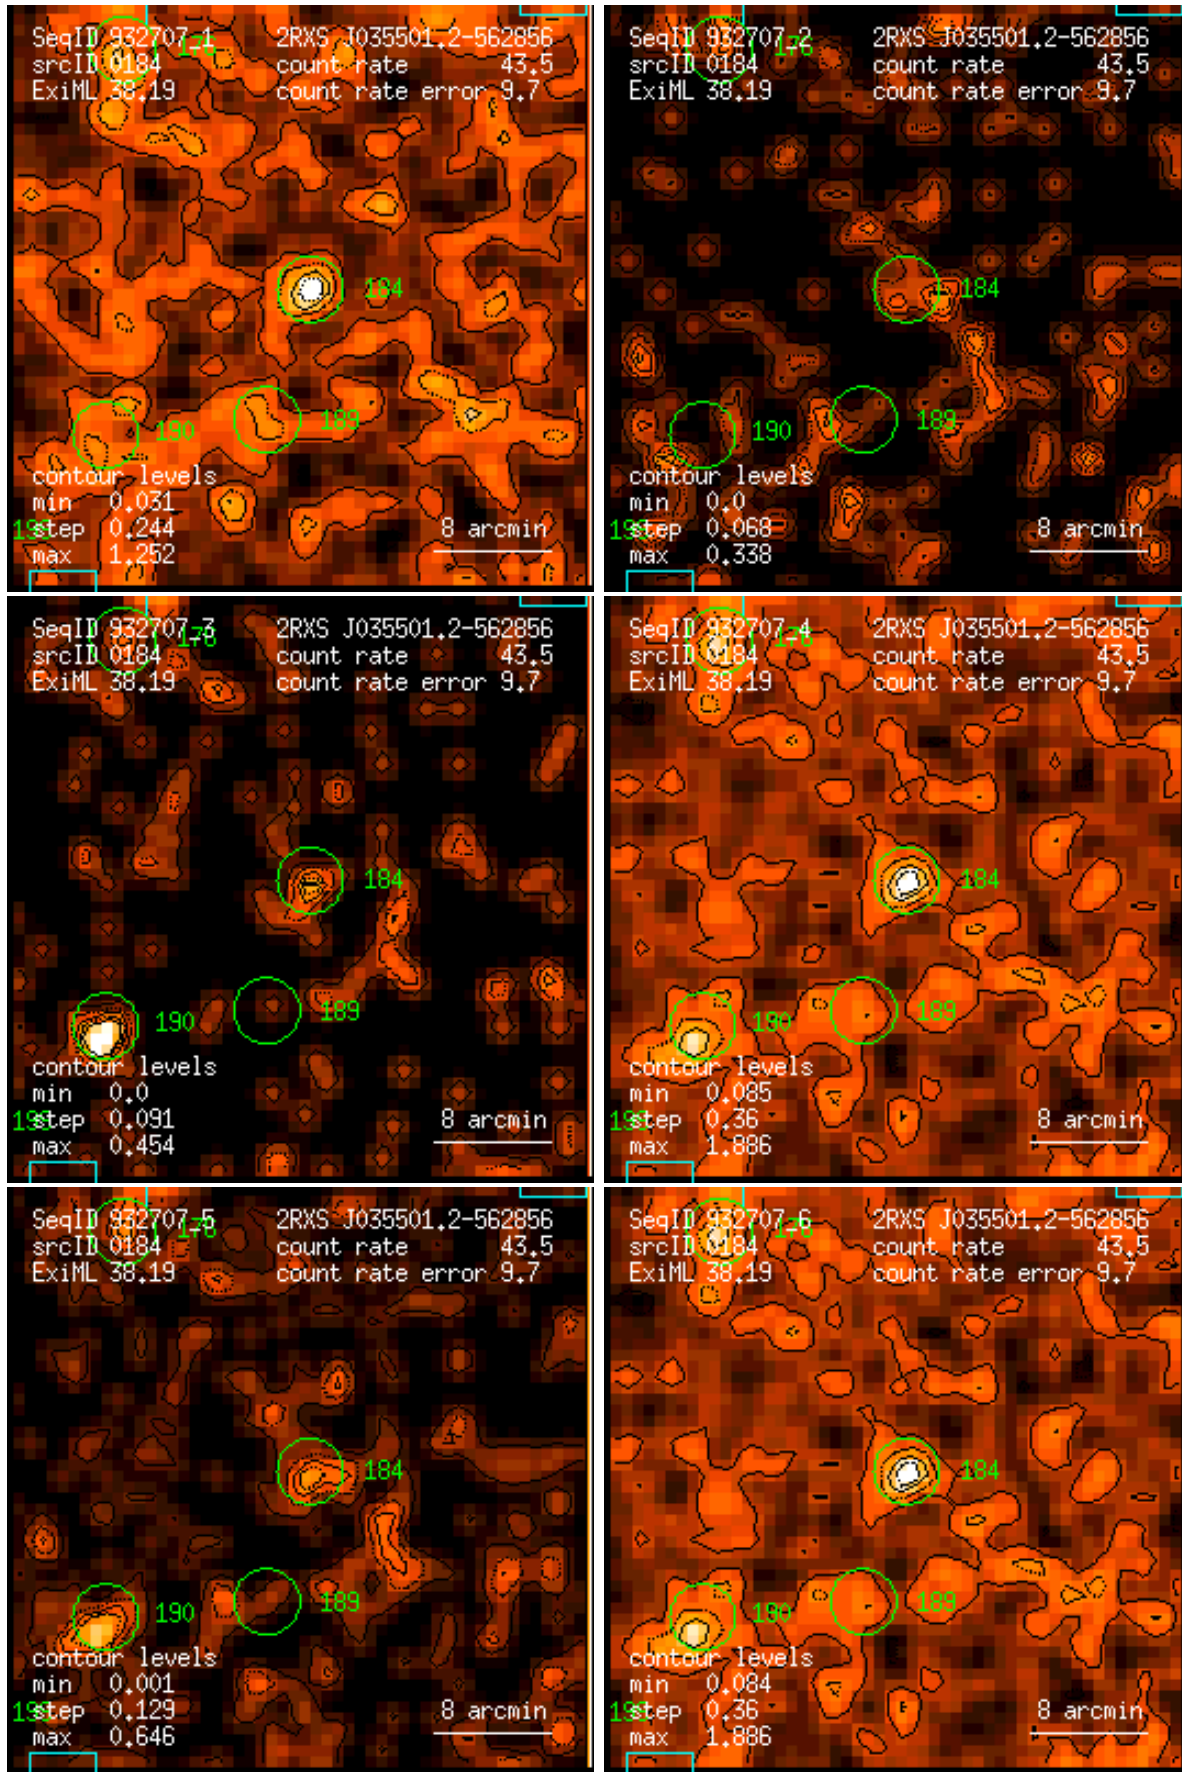 SeqID 932707_1 2RXS J035501.2-562856
176
srcID 0184 count rate 43.5
ExiML 38.19 count rate error 9.7
184
189
190
contour levels
min 0.031
step 0.244 8 arcmin
max 1.252
SeqID 932707_2 2RXS J035501.2-562856
176
srcID 0184 count rate 43.5
ExiML 38.19 count rate error 9.7
184
189
190
contour levels
min 0.0
step 0.068 8 arcmin
max 0.338
SeqID 932707_3 2RXS J035501.2-562856
176
srcID 0184 count rate 43.5
ExiML 38.19 count rate error 9.7
184
189
190
contour levels
min 0.0
step 0.091 8 arcmin
max 0.454
SeqID 932707_4 2RXS J035501.2-562856
176
srcID 0184 count rate 43.5
ExiML 38.19 count rate error 9.7
184
189
190
contour levels
min 0.085
step 0.36 8 arcmin
max 1.886
SeqID 932707_5 2RXS J035501.2-562856
176
srcID 0184 count rate 43.5
ExiML 38.19 count rate error 9.7
184
189
190
contour levels
min 0.001
step 0.129 8 arcmin
max 0.646
SeqID 932707_6 2RXS J035501.2-562856
176
srcID 0184 count rate 43.5
ExiML 38.19 count rate error 9.7
184
189
190
contour levels
min 0.084
step 0.36 8 arcmin
max 1.886